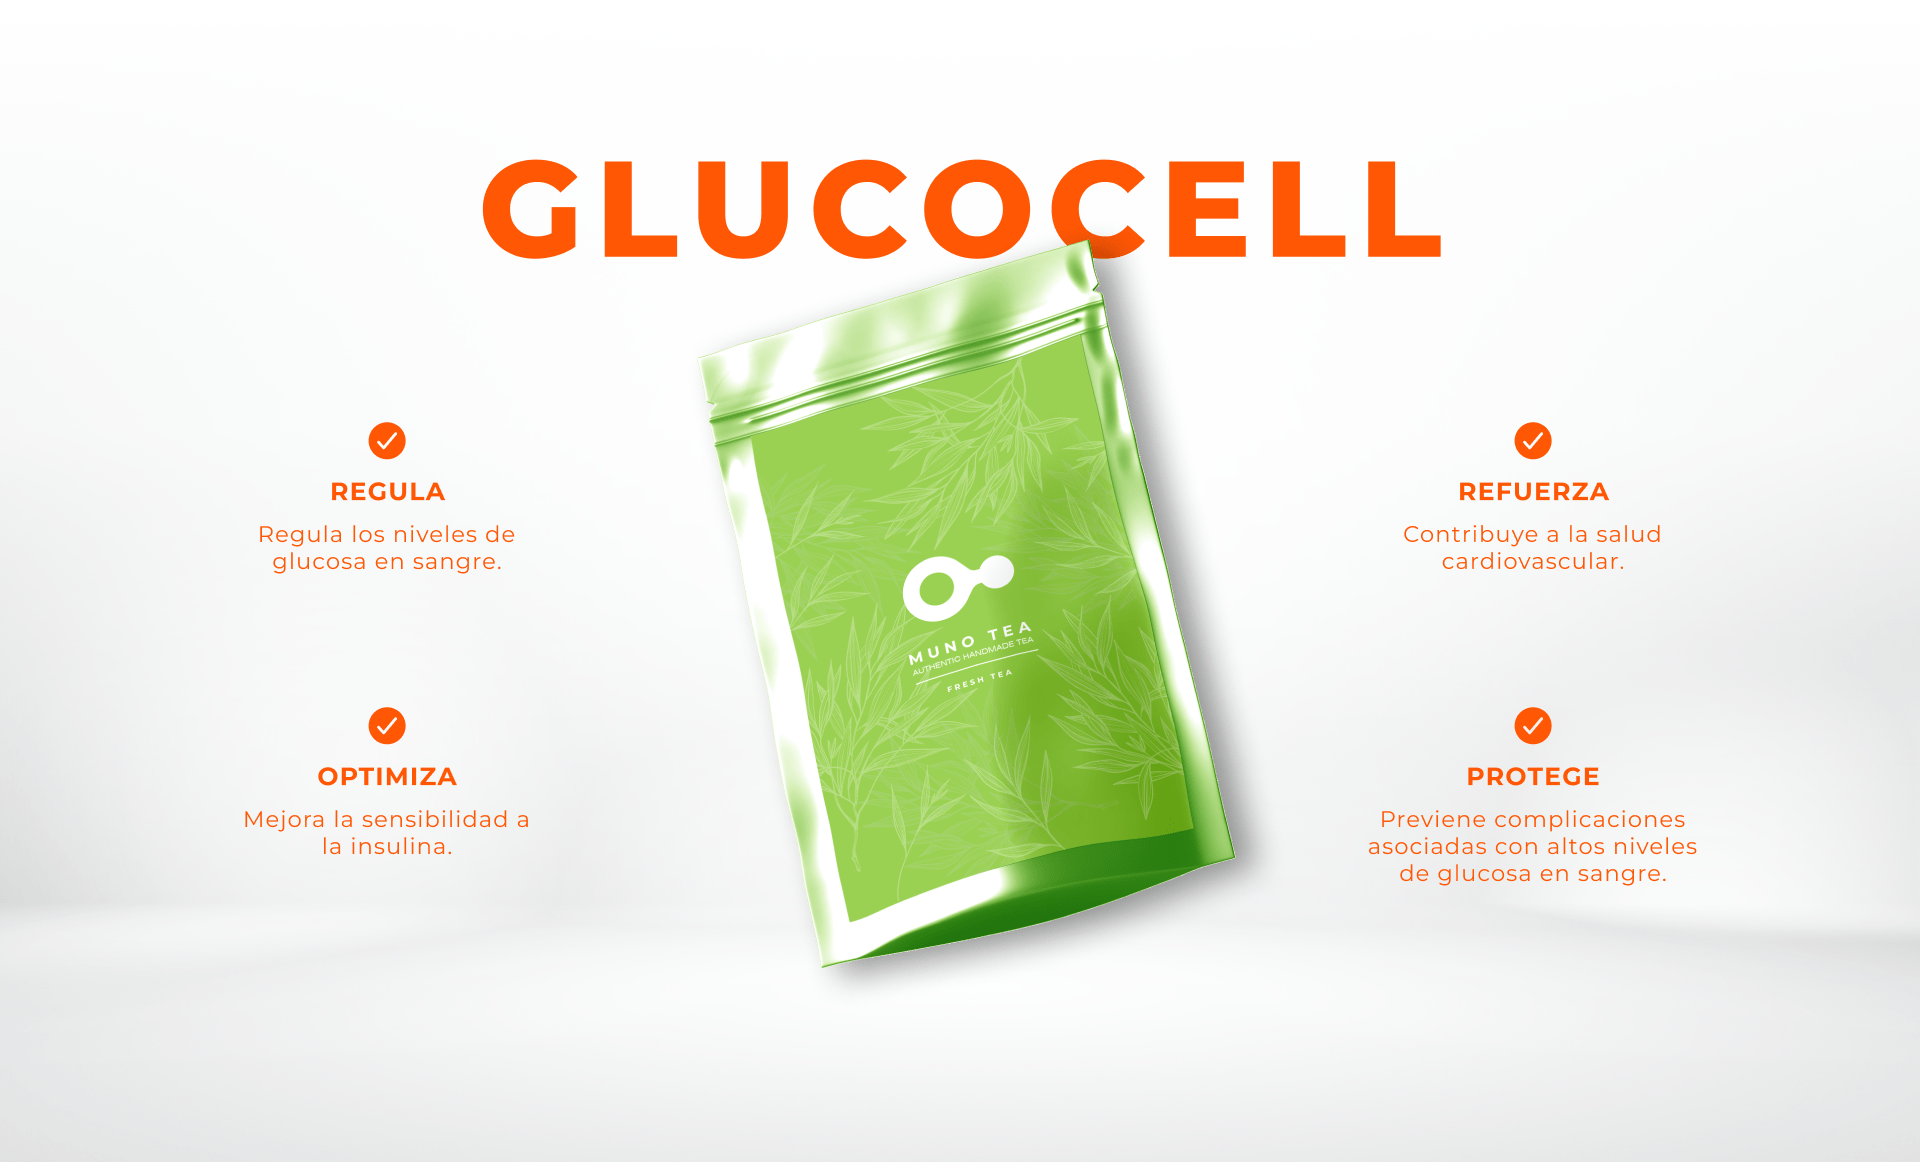 GLUCOCELL
REGULA
Regula los niveles de
glucosa en sangre.
OPTIMIZA
Mejora la sensibilidad a
la insulina.
MUNO TEA
AUTHENTIC HANDMADE TEA
FRESH TEA
REFUERZA
Contribuye a la salud
cardiovascular.
PROTEGE
Previene complicaciones
asociadas con altos niveles
de glucosa en sangre.